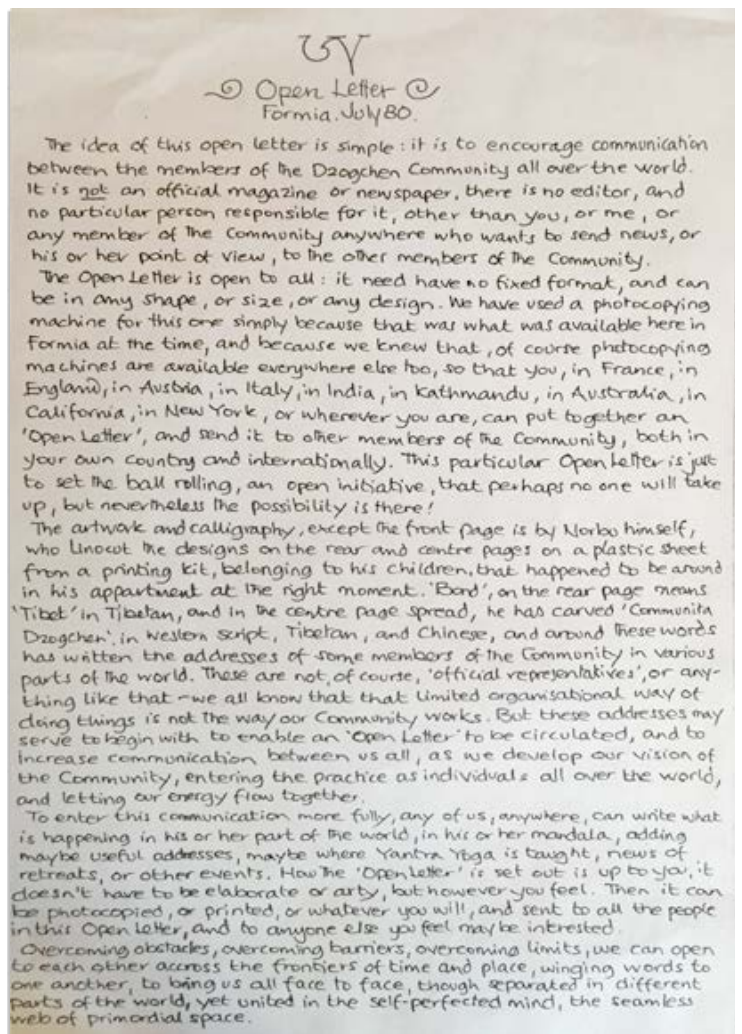 Open Letter
Formia. July 80.
The idea of this open letter is simple: it is to encourage communication
between the members of the Dzogchen Community all over the world.
It is not an official magazine or newspaper, there is no editor, and
no particular person responsible for it, other than you, or me, or
any member of the Community anywhere who wants to send news, or
his or her point of view, to the other members of the Community.
The Open Letter is open to all: it need have no fixed format, and can
be in any shape, or size, or any design. We have used a photocopying
machine for this one simply because that was what was available here in
Formia at the time, and because we knew that, of course photocopying
machines are available everywhere else too, so that you, in France, in
England, in Austria, in Italy, in India, in Kathmandu, in Australia, in
California, in New York, or wherever you are, can put together an
'Open Letter', and send it to other members of the Community, both in
your own country and internationally. This particular Open Letter is just
to set the ball rolling, an open initiative, that perhaps no one will take
up, but nevertheless the possibility is there!
The artwork and calligraphy, except the front page is by Norbu himself,
who linocut the designs on the rear and centre pages on a plastic sheet
from a printing kit, belonging to his children, that happened to be around
in his appartment at the right moment. 'Bord', on the rear page means
'Tibet' in Tibetan, and in the centre page spread, he has carved 'Communita
Dzogchen', in Western script, Tibetan, and Chinese, and around these words
has written the addresses of some members of the Community in various
parts of the world. These are not, of course, 'official representatives', or any-
thing like that – we all know that that limited organisational way of
doing things is not the way our Community works. But these addresses may
serve to begin with to enable an 'Open Letter' to be circulated, and to
increase communication between us all, as we develop our vision of
the Community, entering the practice as individuals all over the world,
and letting our energy flow together.
To enter this communication more fully, any of us, anywhere, can write what
is happening in his or her part of the world, in his or her mandala, adding
maybe useful addresses, maybe where Yantra Yoga is taught, news of
retreats, or other events. How the 'Open Letter' is set out is up to you, it
doesn't have to be elaborate or arty, but however you feel. Then it can
be photocopied, or printed, or whatever you will, and sent to all the people
in this Open Letter, and to anyone else you feel may be intrested.
Overcoming obstacles, overcoming barriers, overcoming limits, we can open
to each other accross the frontiers of time and place, winging words to
one another, to bring us all face to face, though separated in different
parts of the world, yet united in the self-perfected mind, the seamless
web of primordial space.